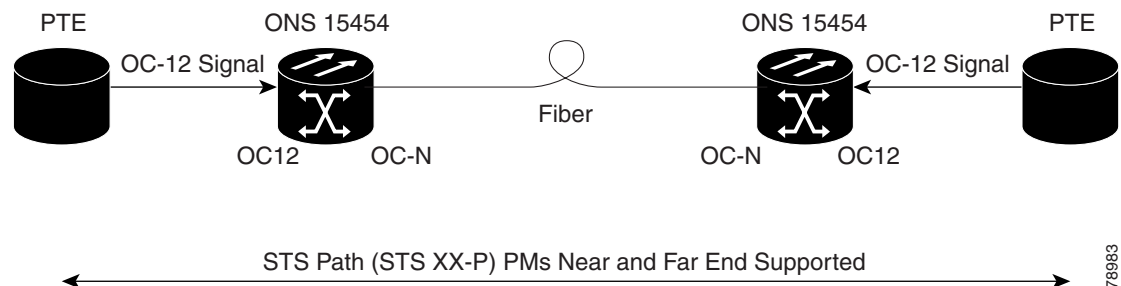 PTE
ONS 15454
ONS 15454
PTE
OC-12 Signal
OC-12 Signal
Fiber
OC12
OC-N
OC-N
OC12
STS Path (STS XX-P) PMs Near and Far End Supported
78983